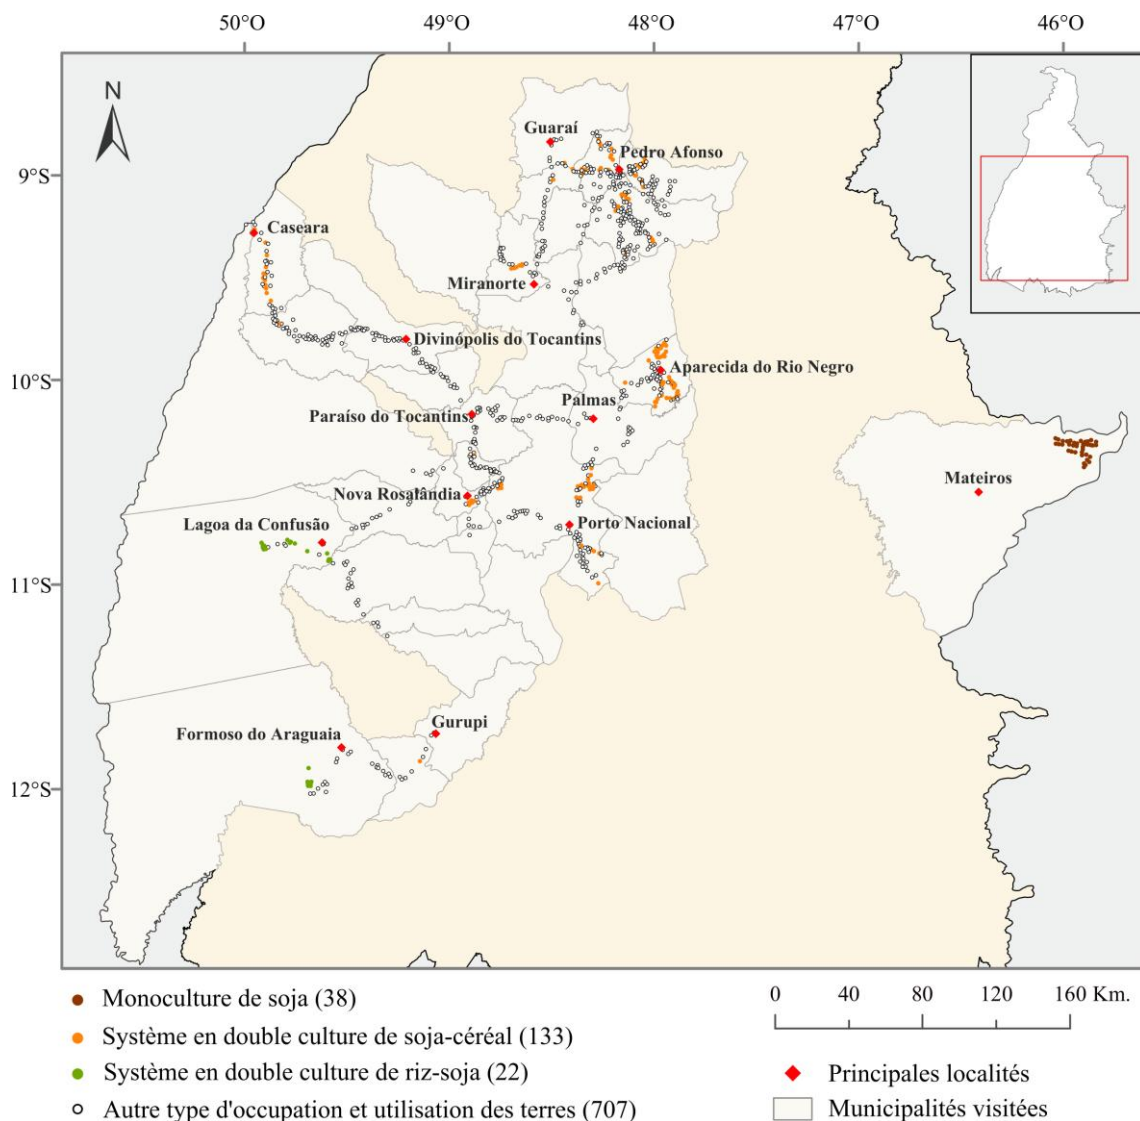 50°O 49°O 48°O 47°O 46°O
N
Guaraí
Pedro Afonso
9°S
Caseara
Miranorte
Divinópolis do Tocantins
10°S
Aparecida do Rio Negro
Palmas
Paraíso do Tocantins
Mateiros
Nova Rosalândia
Lagoa da Confusão
Porto Nacional
11°S
Gurupi
Formoso do Araguaia
12°S
Monoculture de soja (38)
0 40 80 120 160 Km.
Système en double culture de soja-céréal (133)
Système en double culture de riz-soja (22)
Principales localités
Autre type d'occupation et utilisation des terres (707)
Municipalités visitées